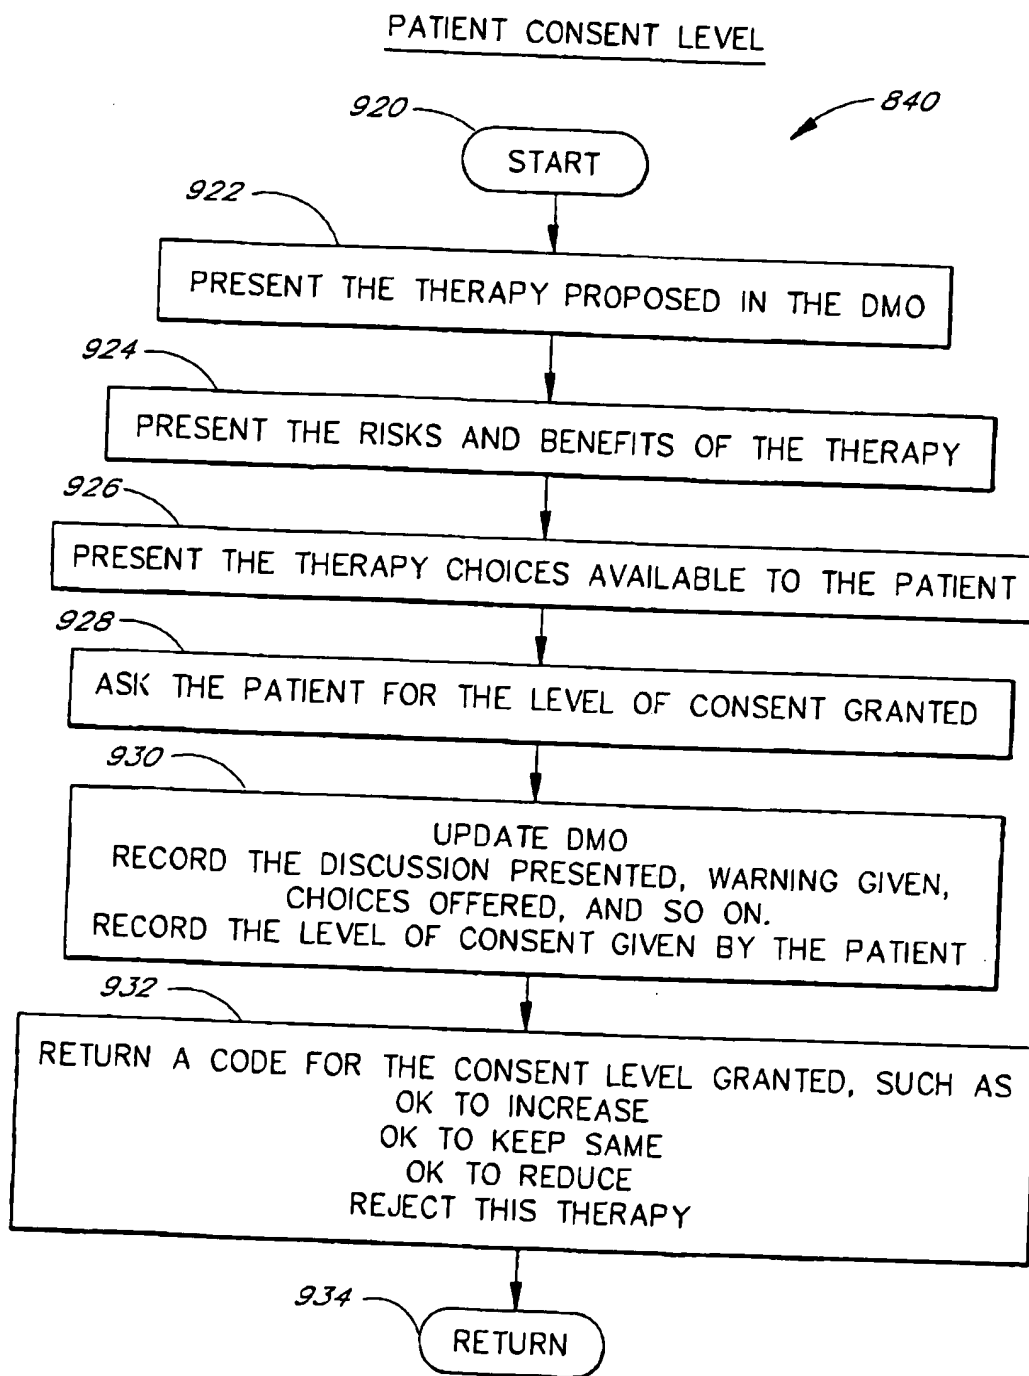 PATIENT CONSENT LEVEL
840
920
START
922
PRESENT THE THERAPY PROPOSED IN THE DMO
924
PRESENT THE RISKS AND BENEFITS OF THE THERAPY
926
PRESENT THE THERAPY CHOICES AVAILABLE TO THE PATIENT
928
ASK THE PATIENT FOR THE LEVEL OF CONSENT GRANTED
930
UPDATE DMO
RECORD THE DISCUSSION PRESENTED, WARNING GIVEN,
CHOICES OFFERED, AND SO ON.
RECORD THE LEVEL OF CONSENT GIVEN BY THE PATIENT
932
RETURN A CODE FOR THE CONSENT LEVEL GRANTED, SUCH AS
OK TO INCREASE
OK TO KEEP SAME
OK TO REDUCE
REJECT THIS THERAPY
934
RETURN